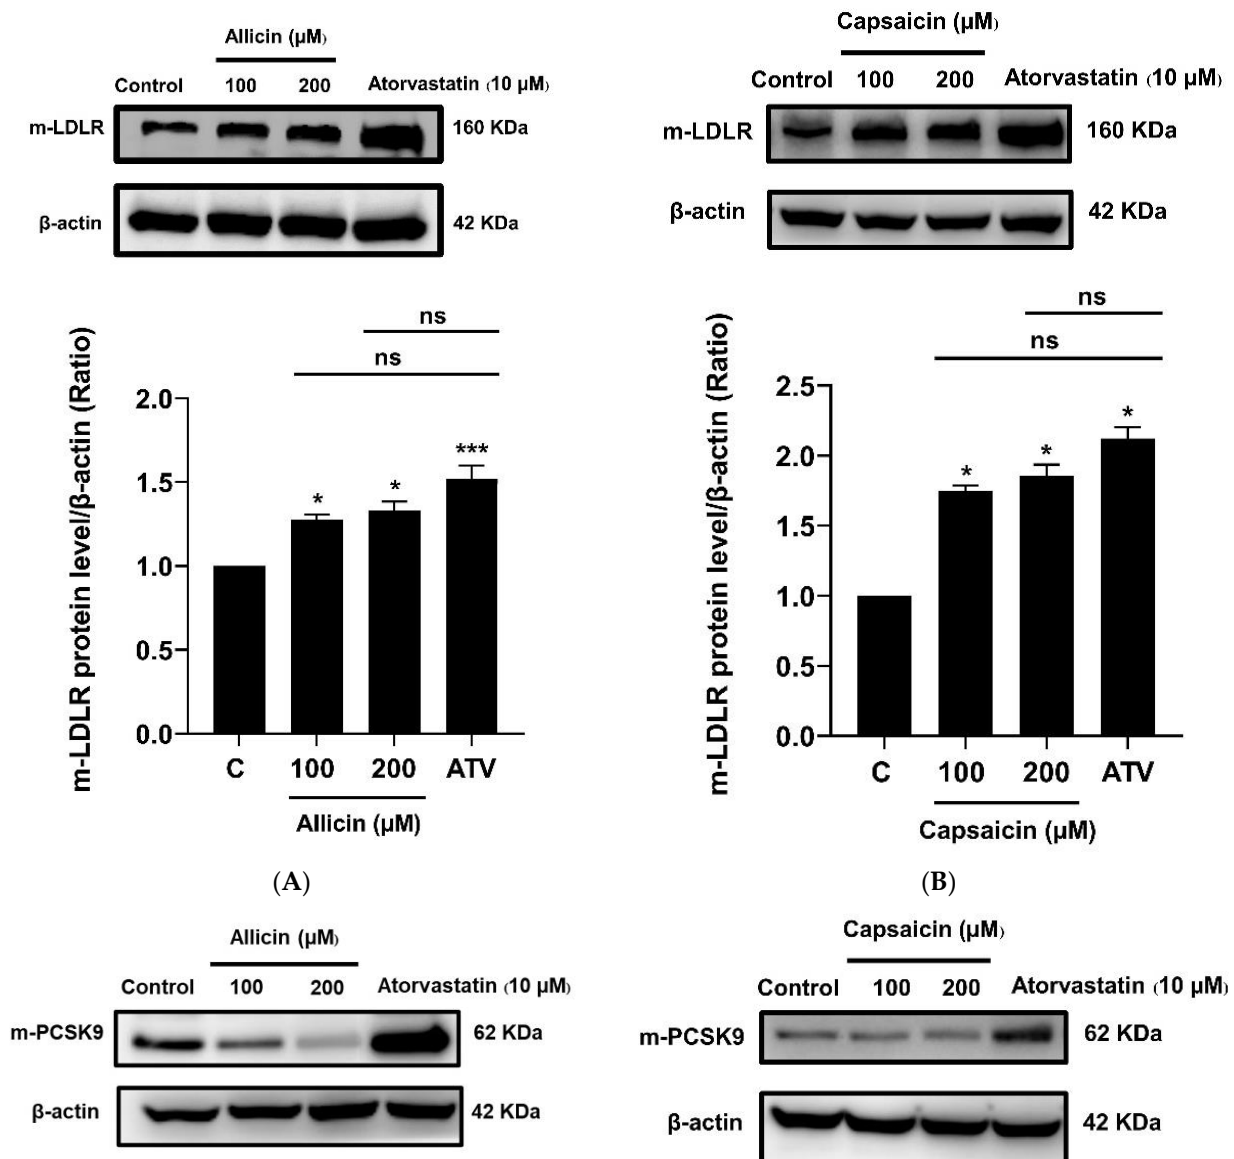 Allicin (µM)
Control 100 200 Atorvastatin (10 µM)
m-LDLR 160 KDa
β-actin 42 KDa
ns
ns
m-LDLR protein level/β-actin (Ratio)
2.0
1.5
1.0
0.5
0.0
* * ***
C 100 200 ATV
Allicin (µM)
(A)
Capsaicin (µM)
Control 100 200 Atorvastatin (10 µM)
m-LDLR 160 KDa
β-actin 42 KDa
ns
ns
m-LDLR protein level/β-actin (Ratio)
2.5
2.0
1.5
1.0
0.5
0.0
* * *
C 100 200 ATV
Capsaicin (µM)
(B)
Allicin (µM)
Control 100 200 Atorvastatin (10 µM)
m-PCSK9 62 KDa
β-actin 42 KDa
Capsaicin (µM)
Control 100 200 Atorvastatin (10 µM)
m-PCSK9 62 KDa
β-actin 42 KDa